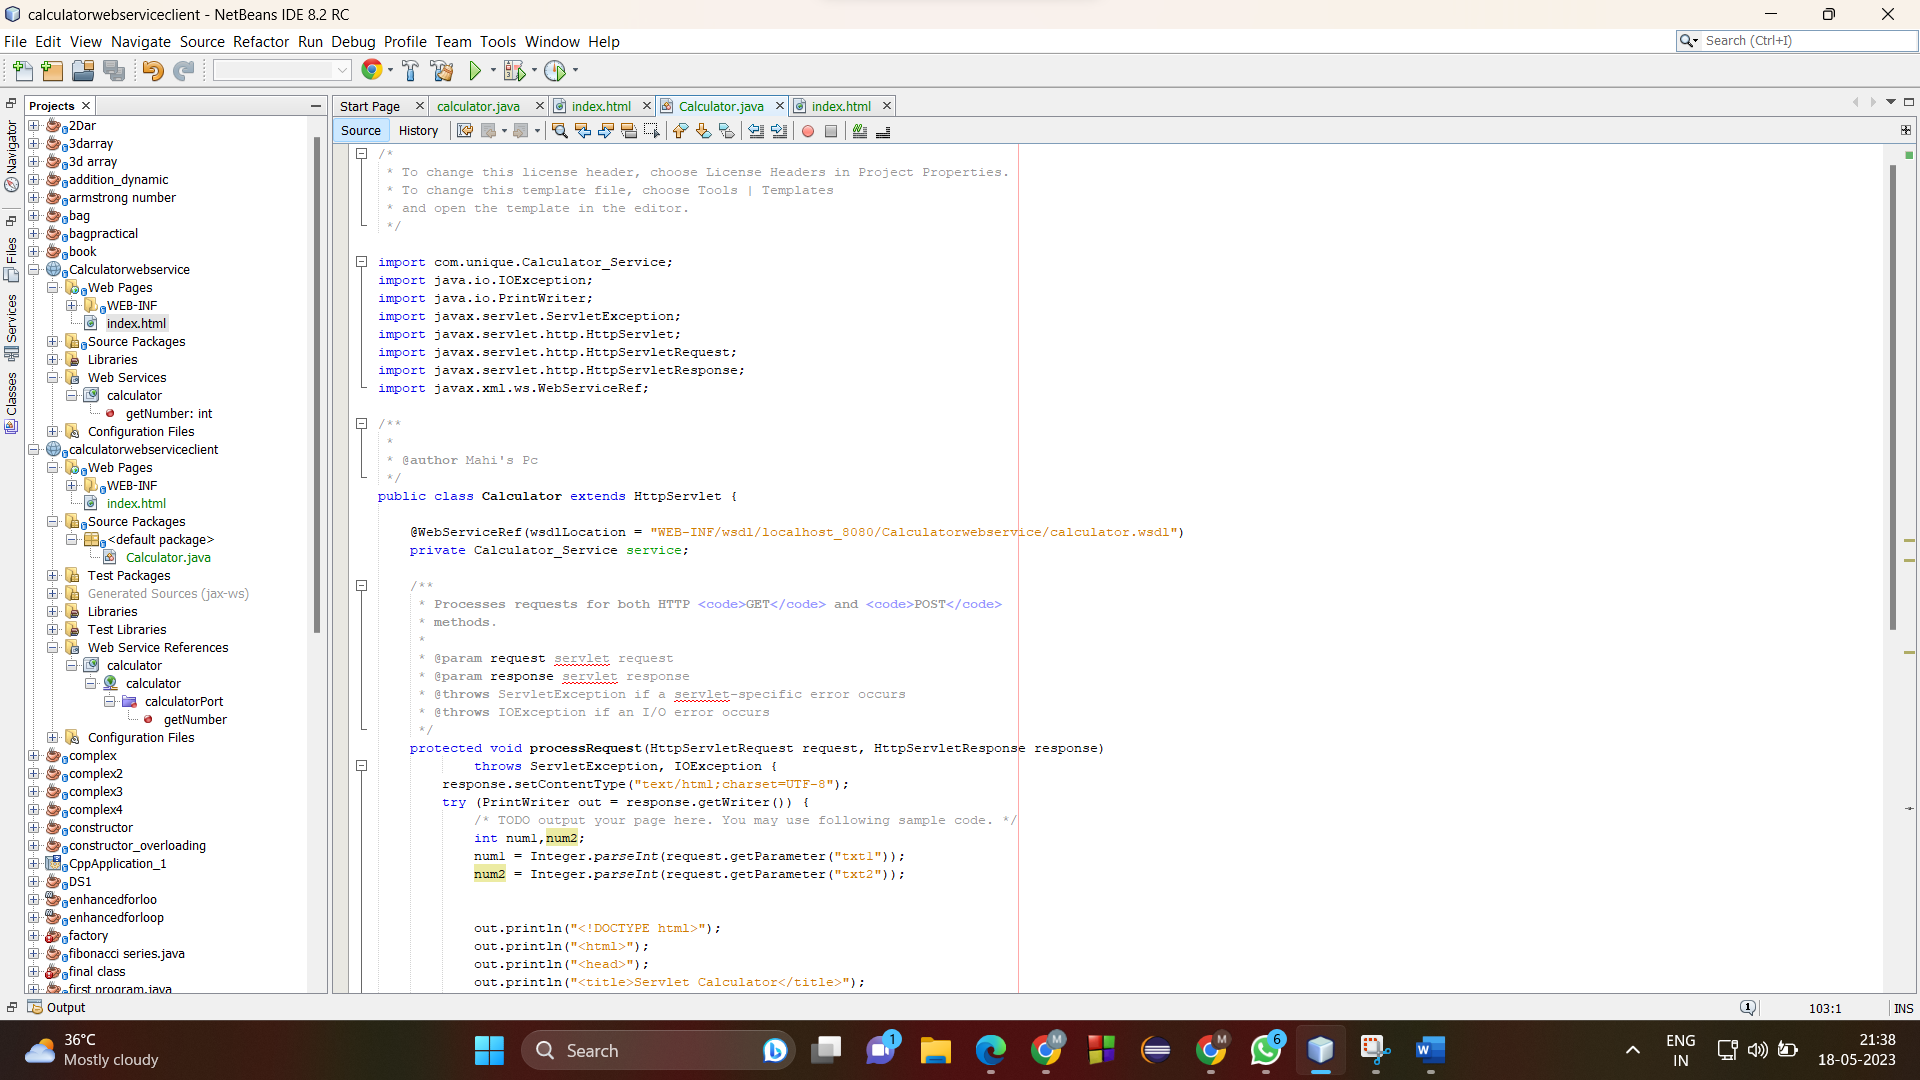 calculatorwebserviceclient - NetBeans IDE 8.2 RC
File Edit View Navigate Source Refactor Run Debug Profile Team Tools Window Help
Search (Ctrl+I)
Navigator
Files
Services
Classes
Projects
2Dar
3darray
3d array
addition_dynamic
armstrong number
bag
bagpractical
book
Calculatorwebservice
Web Pages
WEB-INF
index.html
Source Packages
Libraries
Web Services
calculator
getNumber: int
Configuration Files
calculatorwebserviceclient
Web Pages
WEB-INF
index.html
Source Packages
<default package>
Calculator.java
Test Packages
Generated Sources (jax-ws)
Libraries
Test Libraries
Web Service References
calculator
calculator
calculatorPort
getNumber
Configuration Files
complex
complex2
complex3
complex4
constructor
constructor_overloading
CppApplication_1
DS1
enhancedforloo
enhancedforloop
factory
fibonacci series.java
final class
first program.java
Start Page calculator.java index.html Calculator.java index.html
Source History
/*
* To change this license header, choose License Headers in Project Properties.
* To change this template file, choose Tools | Templates
* and open the template in the editor.
*/
import com.unique.Calculator_Service;
import java.io.IOException;
import java.io.PrintWriter;
import javax.servlet.ServletException;
import javax.servlet.http.HttpServlet;
import javax.servlet.http.HttpServletRequest;
import javax.servlet.http.HttpServletResponse;
import javax.xml.ws.WebServiceRef;
/**
*
* @author Mahi's Pc
*/
public class Calculator extends HttpServlet {
@WebServiceRef(wsdlLocation = "WEB-INF/wsdl/localhost_8080/Calculatorwebservice/calculator.wsdl")
private Calculator_Service service;
/**
* Processes requests for both HTTP <code>GET</code> and <code>POST</code>
* methods.
*
* @param request servlet request
* @param response servlet response
* @throws ServletException if a servlet-specific error occurs
* @throws IOException if an I/O error occurs
*/
protected void processRequest(HttpServletRequest request, HttpServletResponse response)
throws ServletException, IOException {
response.setContentType("text/html;charset=UTF-8");
try (PrintWriter out = response.getWriter()) {
/* TODO output your page here. You may use following sample code. */
int num1,num2;
num1 = Integer.parseInt(request.getParameter("txt1"));
num2 = Integer.parseInt(request.getParameter("txt2"));
out.println("<!DOCTYPE html>");
out.println("<html>");
out.println("<head>");
out.println("<title>Servlet Calculator</title>");
Output
1
103:1
INS
36°C
Mostly cloudy
Search
1
M
M
6
ENG
IN
21:38
18-05-2023